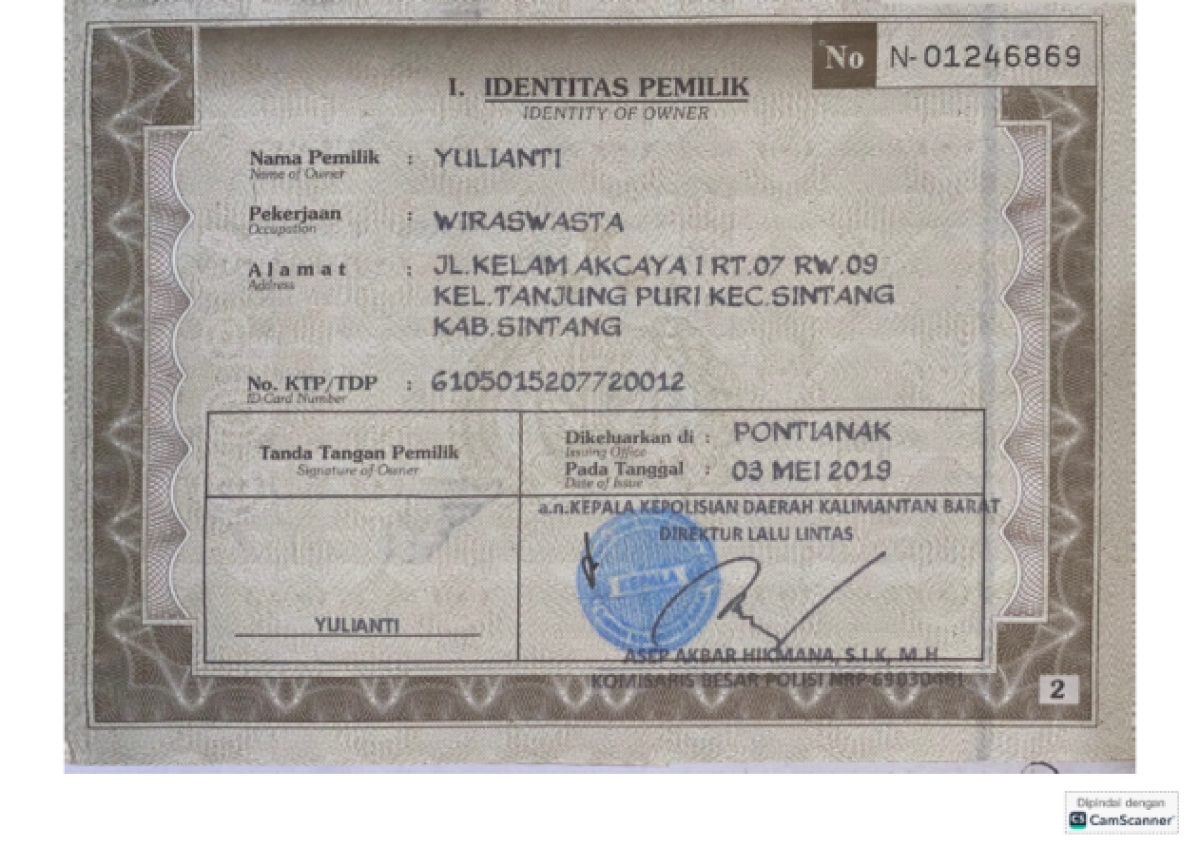 No N-01246869
I. IDENTITAS PEMILIK
IDENTITY OF OWNER
Nama Pemilik : YULIANTI
Name of Owner
Pekerjaan : WIRASWASTA
Occupation
Alamat : JL.KELAM AKCAYA I RT.07 RW.09
Address
KEL.TANJUNG PURI KEC.SINTANG
KAB.SINTANG
No. KTP/TDP : 6105015207720012
ID Card Number
Tanda Tangan Pemilik
Signature of Owner
Dikeluarkan di : PONTIANAK
Issuing Office
Pada Tanggal : 03 MEI 2019
Date of Issue
a.n.KEPALA KEPOLISIAN DAERAH KALIMANTAN BARAT
DIREKTUR LALU LINTAS
KEPALA
YULIANTI
ASEP AKBAR HIKMANA, S.I.K, M.H
KOMISARIS BESAR POLISI NRP
2
Dipindai dengan
CS CamScanner